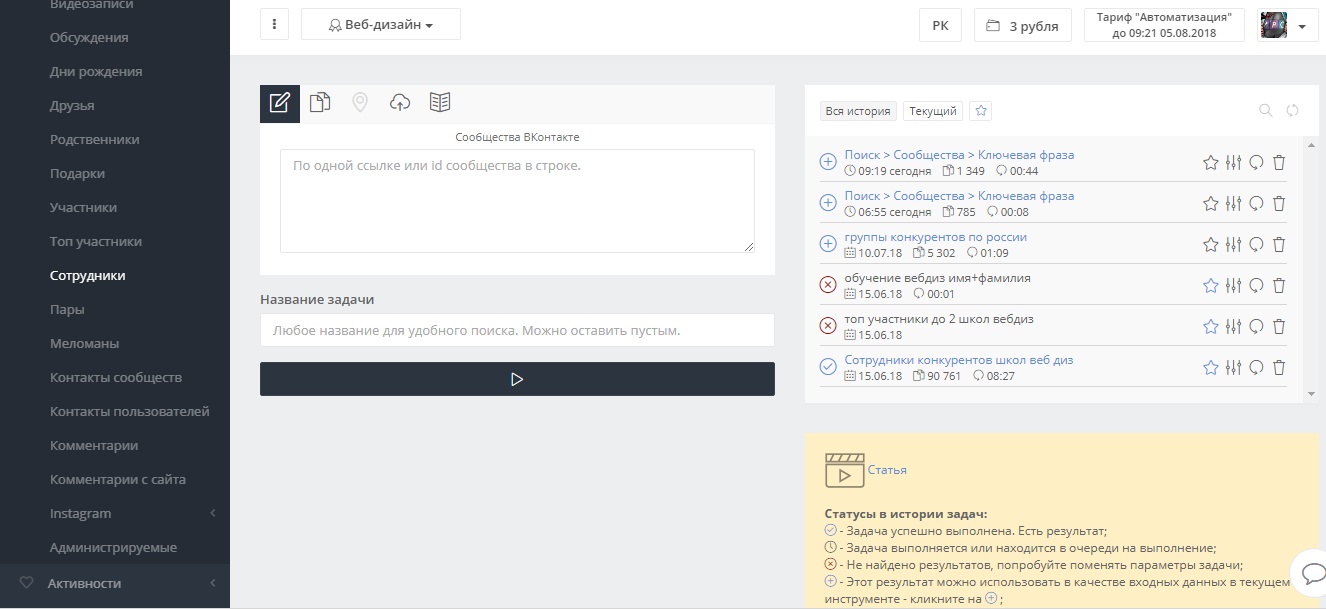 Видеозаписи
Обсуждения
Дни рождения
Друзья
Родственники
Подарки
Участники
Топ участники
Сотрудники
Пары
Меломаны
Контакты сообществ
Контакты пользователей
Комментарии
Комментарии с сайта
Instagram
Администрируемые
Активности
Веб-дизайн
РК
3 рубля
Тариф "Автоматизация"
до 09:21 05.08.2018
Сообщества ВКонтакте
По одной ссылке или id сообщества в строке.
Название задачи
Любое название для удобного поиска. Можно оставить пустым.
Вся история
Текущий
Поиск > Сообщества > Ключевая фраза
09:19 сегодня 1 349 00:44
Поиск > Сообщества > Ключевая фраза
06:55 сегодня 785 00:08
группы конкурентов по россии
10.07.18 5 302 01:09
обучение вебдиз имя+фамилия
15.06.18 00:01
топ участники до 2 школ вебдиз
15.06.18
Сотрудники конкурентов школ веб диз
15.06.18 90 761 08:27
Статья
Статусы в истории задач:
- Задача успешно выполнена. Есть результат;
- Задача выполняется или находится в очереди на выполнение;
- Не найдено результатов, попробуйте поменять параметры задачи;
- Этот результат можно использовать в качестве входных данных в текущем
инструменте - кликните на ;